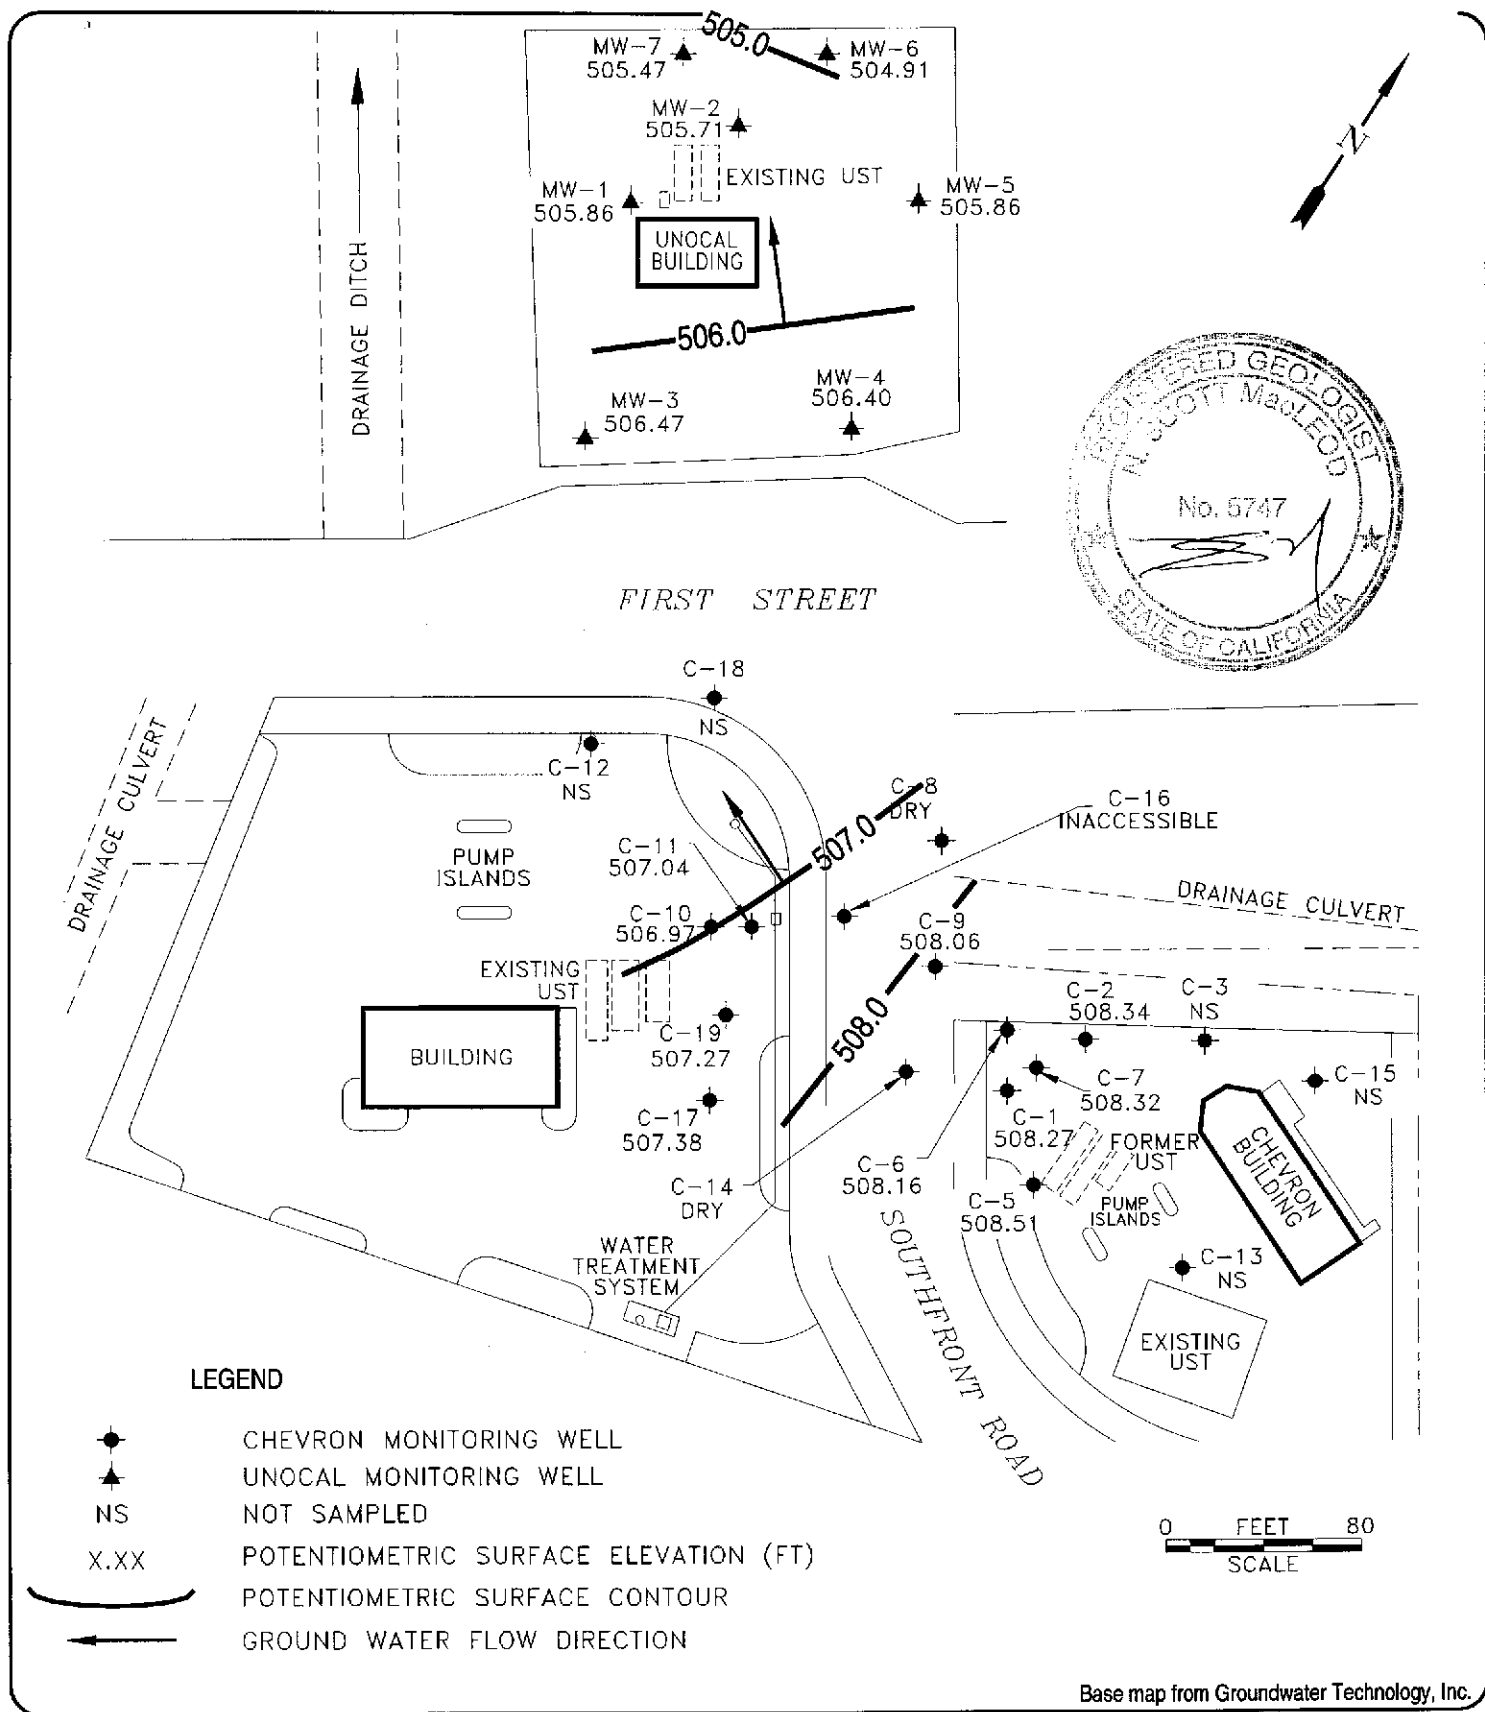 505.0
MW-7
505.47
MW-6
504.91
MW-2
505.71
EXISTING UST
MW-1
505.86
MW-5
505.86
UNOCAL
BUILDING
N
DRAINAGE DITCH
506.0
MW-3
506.47
MW-4
506.40
REGISTERED GEOLOGIST
N. SCOTT MacLEOD
No. 5747
STATE OF CALIFORNIA
FIRST STREET
C-18
NS
C-12
NS
DRAINAGE CULVERT
PUMP
ISLANDS
C-11
507.04
507.0
C-8
DRY
C-16
INACCESSIBLE
DRAINAGE CULVERT
C-10
506.97
C-9
508.06
EXISTING
UST
BUILDING
C-19
507.27
508.0
C-2
508.34
C-3
NS
C-17
507.38
C-7
508.32
C-15
NS
C-1
508.27
FORMER
UST
CHEVRON
BUILDING
C-14
DRY
C-6
508.16
C-5
508.51
PUMP
ISLANDS
C-13
NS
WATER
TREATMENT
SYSTEM
SOUTHFRONT ROAD
EXISTING
UST
LEGEND
CHEVRON MONITORING WELL
UNOCAL MONITORING WELL
NS NOT SAMPLED
X.XX POTENTIOMETRIC SURFACE ELEVATION (FT)
POTENTIOMETRIC SURFACE CONTOUR
GROUND WATER FLOW DIRECTION
0 FEET 80
SCALE
Base map from Groundwater Technology, Inc.